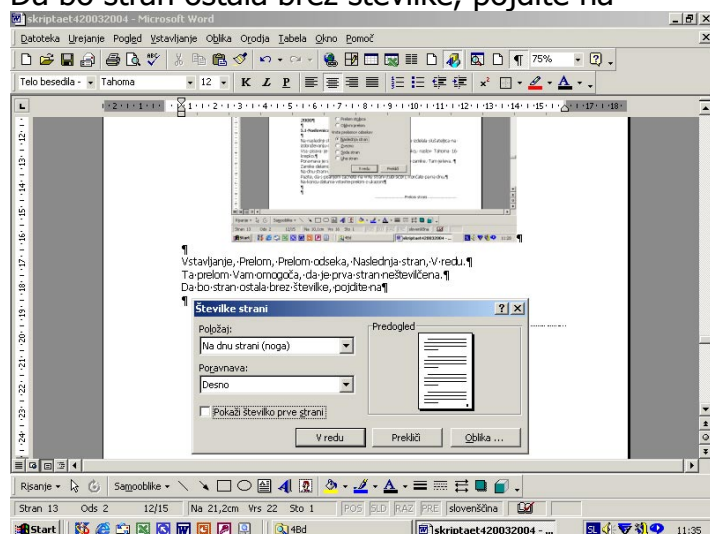 Da bo stran ostala brez številke, pojdite na
skriptaet420032004 - Microsoft Word
Datoteka Urejanje Pogled Vstavljanje Oblika Orodja Tabela Okno Pomoč
75%
Telo besedila - Tahoma 12 K L P
¶
Vstavljanje, Prelom, Prelom odseka, Naslednja stran, V redu.¶
Ta prelom Vam omogoča, da je prva stran neštevilčena.¶
Da bo stran ostala brez številke, pojdite na¶
¶
Številke strani
Položaj:
Na dnu strani (noga)
Poravnava:
Desno
Pokaži številko prve strani
Predogled
V redu Prekliči Oblika ...
Risanje Samooblike
Stran 13 Ods 2 12/15 Na 21,2cm Vrs 22 Sto 1 POS SLD RAZ PRE slovenščina
Start 4Bd skriptaet420032004 - ... SL 11:35